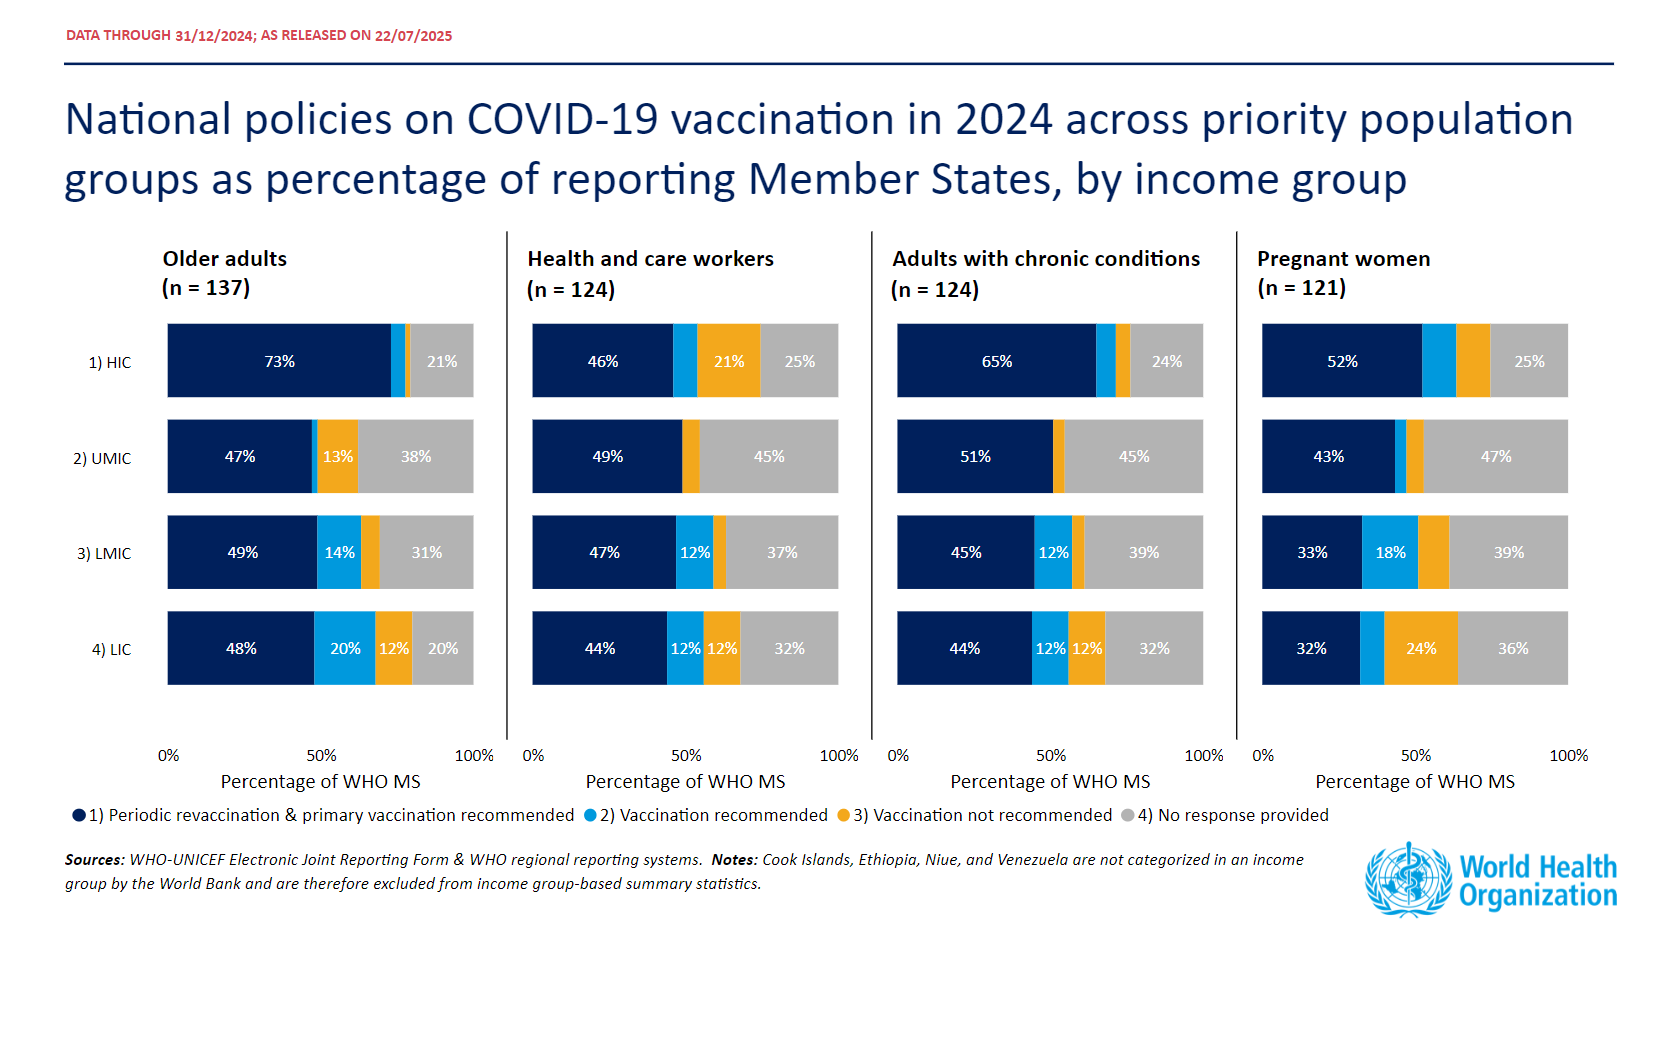 DATA THROUGH 31/12/2024; AS RELEASED ON 22/07/2025
National policies on COVID-19 vaccination in 2024 across priority population
groups as percentage of reporting Member States, by income group
Older adults
(n = 137)
Health and care workers
(n = 124)
Adults with chronic conditions
(n = 124)
Pregnant women
(n = 121)
1) HIC
73% 21%
46% 21% 25%
65% 24%
52% 25%
2) UMIC
47% 13% 38%
49% 45%
51% 45%
43% 47%
3) LMIC
49% 14% 31%
47% 12% 37%
45% 12% 39%
33% 18% 39%
4) LIC
48% 20% 12% 20%
44% 12% 12% 32%
44% 12% 12% 32%
32% 24% 36%
0% 50% 100%
0% 50% 100%
0% 50% 100%
0% 50% 100%
Percentage of WHO MS
Percentage of WHO MS
Percentage of WHO MS
Percentage of WHO MS
1) Periodic revaccination & primary vaccination recommended 2) Vaccination recommended 3) Vaccination not recommended 4) No response provided
Sources: WHO-UNICEF Electronic Joint Reporting Form & WHO regional reporting systems. Notes: Cook Islands, Ethiopia, Niue, and Venezuela are not categorized in an income
group by the World Bank and are therefore excluded from income group-based summary statistics.
World Health
Organization